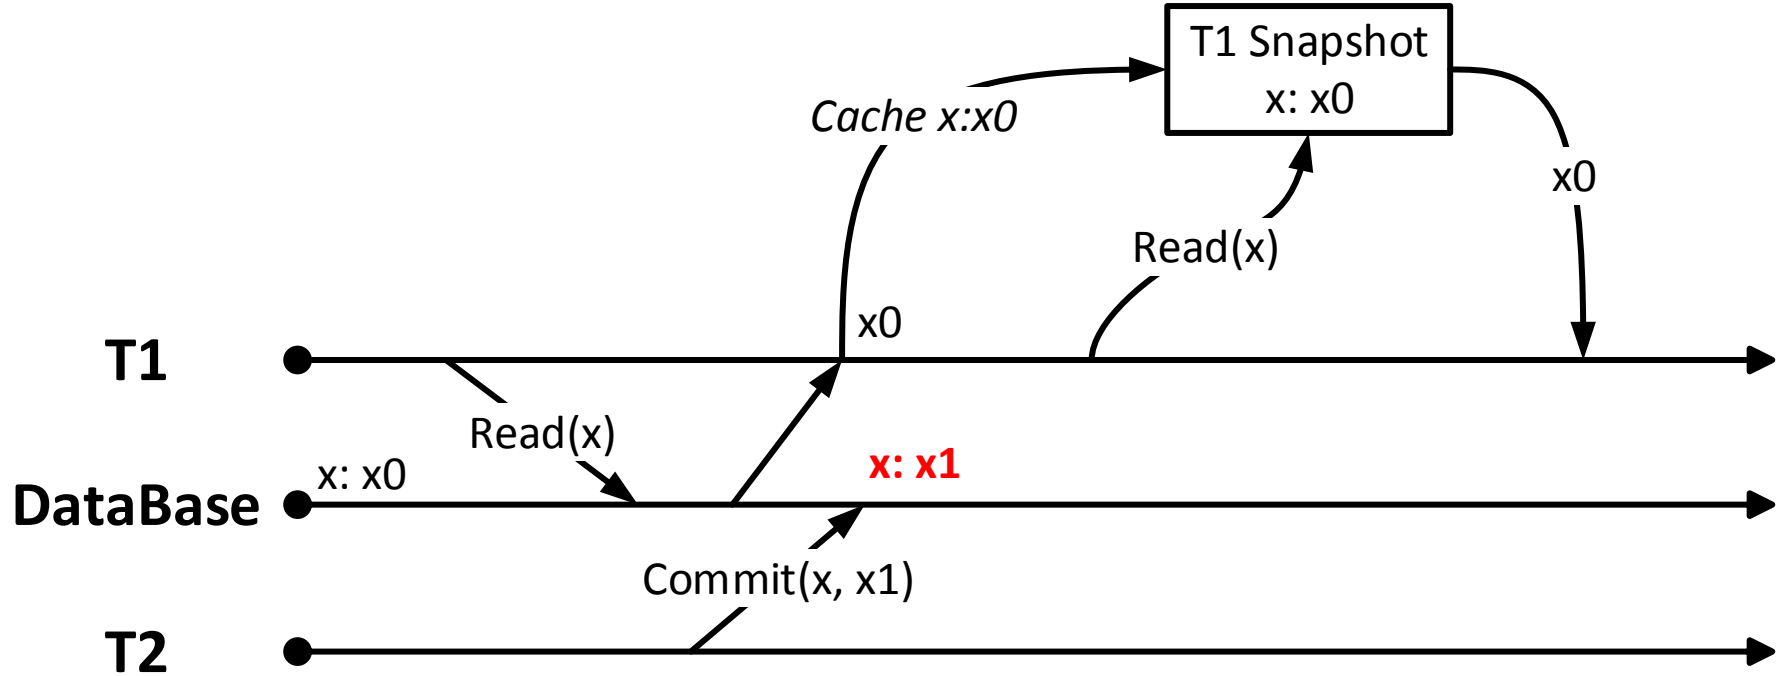 T1 Snapshot
x: x0
Cache x:x0
x0
Read(x)
x0
T1
Read(x)
x: x0
x: x1
DataBase
Commit(x, x1)
T2